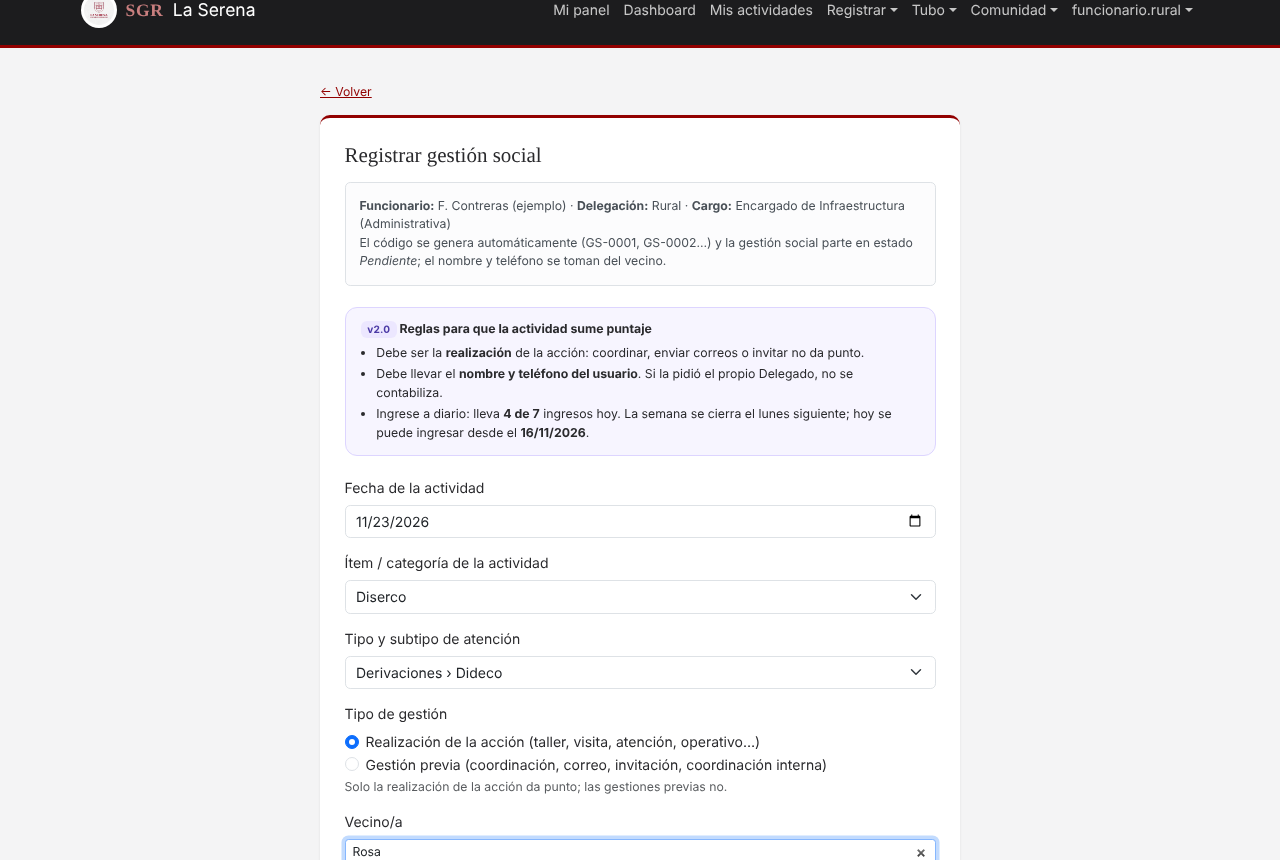 SGR La Serena
Mi panel Dashboard Mis actividades Registrar Tubo Comunidad funcionario.rural
← Volver
Registrar gestión social
Funcionario: F. Contreras (ejemplo) · Delegación: Rural · Cargo: Encargado de Infraestructura
(Administrativa)
El código se genera automáticamente (GS-0001, GS-0002…) y la gestión social parte en estado
Pendiente; el nombre y teléfono se toman del vecino.
v2.0 Reglas para que la actividad sume puntaje
• Debe ser la realización de la acción: coordinar, enviar correos o invitar no da punto.
• Debe llevar el nombre y teléfono del usuario. Si la pidió el propio Delegado, no se
contabiliza.
• Ingrese a diario: lleva 4 de 7 ingresos hoy. La semana se cierra el lunes siguiente; hoy se
puede ingresar desde el 16/11/2026.
Fecha de la actividad
11/23/2026
Ítem / categoría de la actividad
Diserco
Tipo y subtipo de atención
Derivaciones › Dideco
Tipo de gestión
Realización de la acción (taller, visita, atención, operativo…)
Gestión previa (coordinación, correo, invitación, coordinación interna)
Solo la realización de la acción da punto; las gestiones previas no.
Vecino/a
Rosa ×